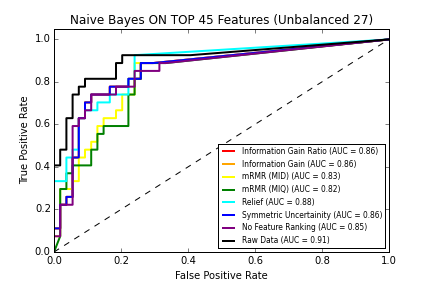 Naive Bayes ON TOP 45 Features (Unbalanced 27)
True Positive Rate
1.0
0.8
0.6
0.4
0.2
0.0
Information Gain Ratio (AUC = 0.86)
Information Gain (AUC = 0.86)
mRMR (MID) (AUC = 0.83)
mRMR (MIQ) (AUC = 0.82)
Relief (AUC = 0.88)
Symmetric Uncertainity (AUC = 0.86)
No Feature Ranking (AUC = 0.85)
Raw Data (AUC = 0.91)
0.0 0.2 0.4 0.6 0.8 1.0
False Positive Rate